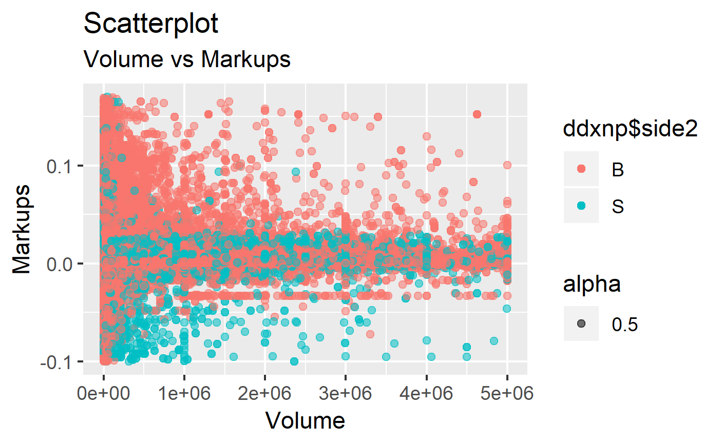 Scatterplot
Volume vs Markups
Markups
0.1
0.0
-0.1
0e+00 1e+06 2e+06 3e+06 4e+06 5e+06
Volume
ddxnp$side2
B
S
alpha
0.5